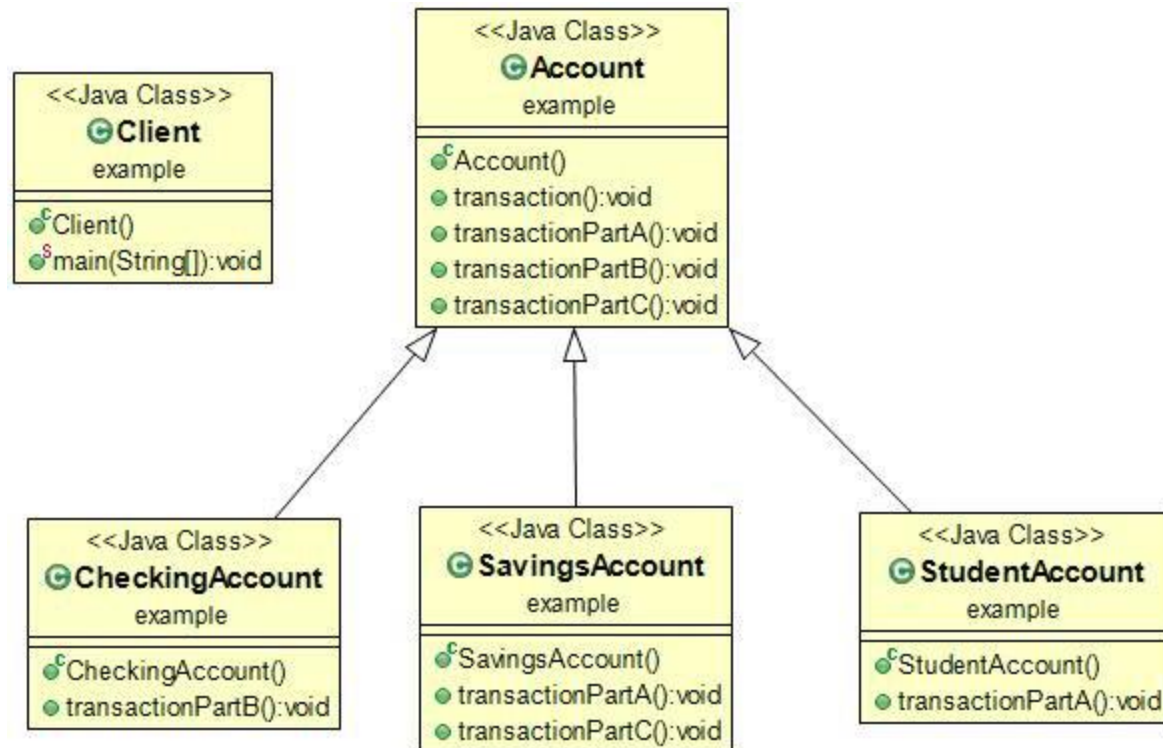 <<Java Class>>
Client
example
Client()
main(String[]):void
<<Java Class>>
Account
example
Account()
transaction():void
transactionPartA():void
transactionPartB():void
transactionPartC():void
<<Java Class>>
CheckingAccount
example
CheckingAccount()
transactionPartB():void
<<Java Class>>
SavingsAccount
example
SavingsAccount()
transactionPartA():void
transactionPartC():void
<<Java Class>>
StudentAccount
example
StudentAccount()
transactionPartA():void